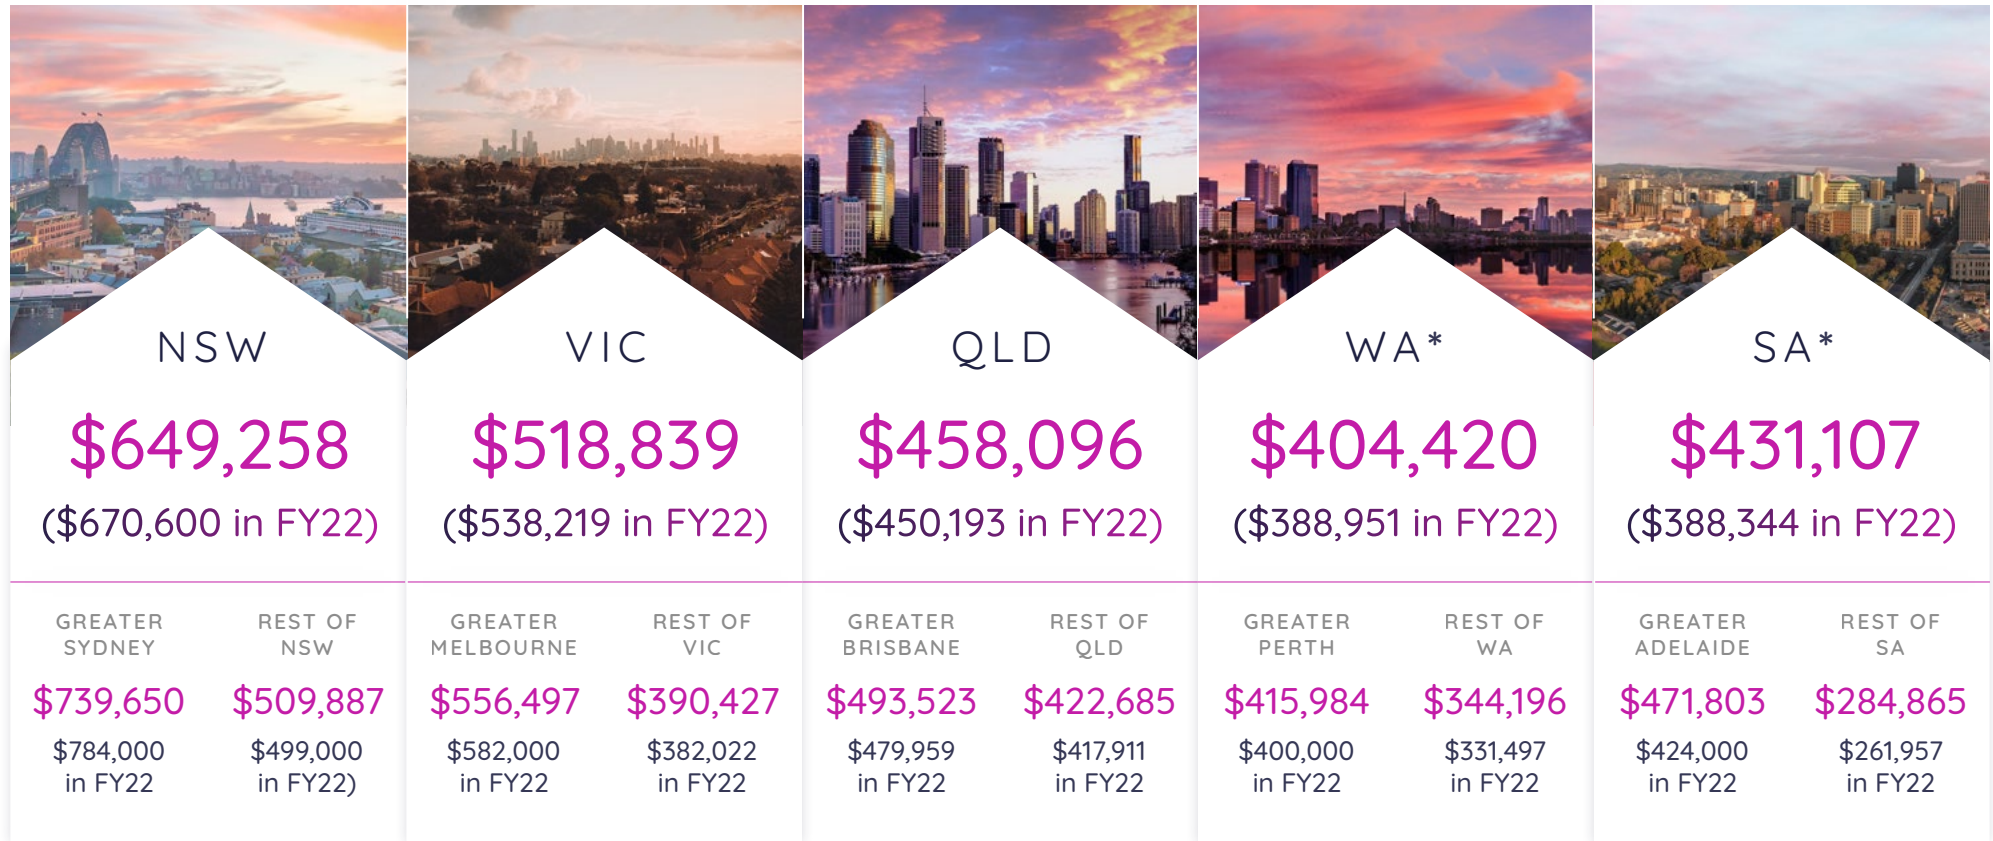 NSW
$649,258
($670,600 in FY22)
GREATER
SYDNEY
$739,650
$784,000
in FY22
REST OF
NSW
$509,887
$499,000
in FY22)
VIC
$518,839
($538,219 in FY22)
GREATER
MELBOURNE
$556,497
$582,000
in FY22
REST OF
VIC
$390,427
$382,022
in FY22
QLD
$458,096
($450,193 in FY22)
GREATER
BRISBANE
$493,523
$479,959
in FY22
REST OF
QLD
$422,685
$417,911
in FY22
WA*
$404,420
($388,951 in FY22)
GREATER
PERTH
$415,984
$400,000
in FY22
REST OF
WA
$344,196
$331,497
in FY22
SA*
$431,107
($388,344 in FY22)
GREATER
ADELAIDE
$471,803
$424,000
in FY22
REST OF
SA
$284,865
$261,957
in FY22